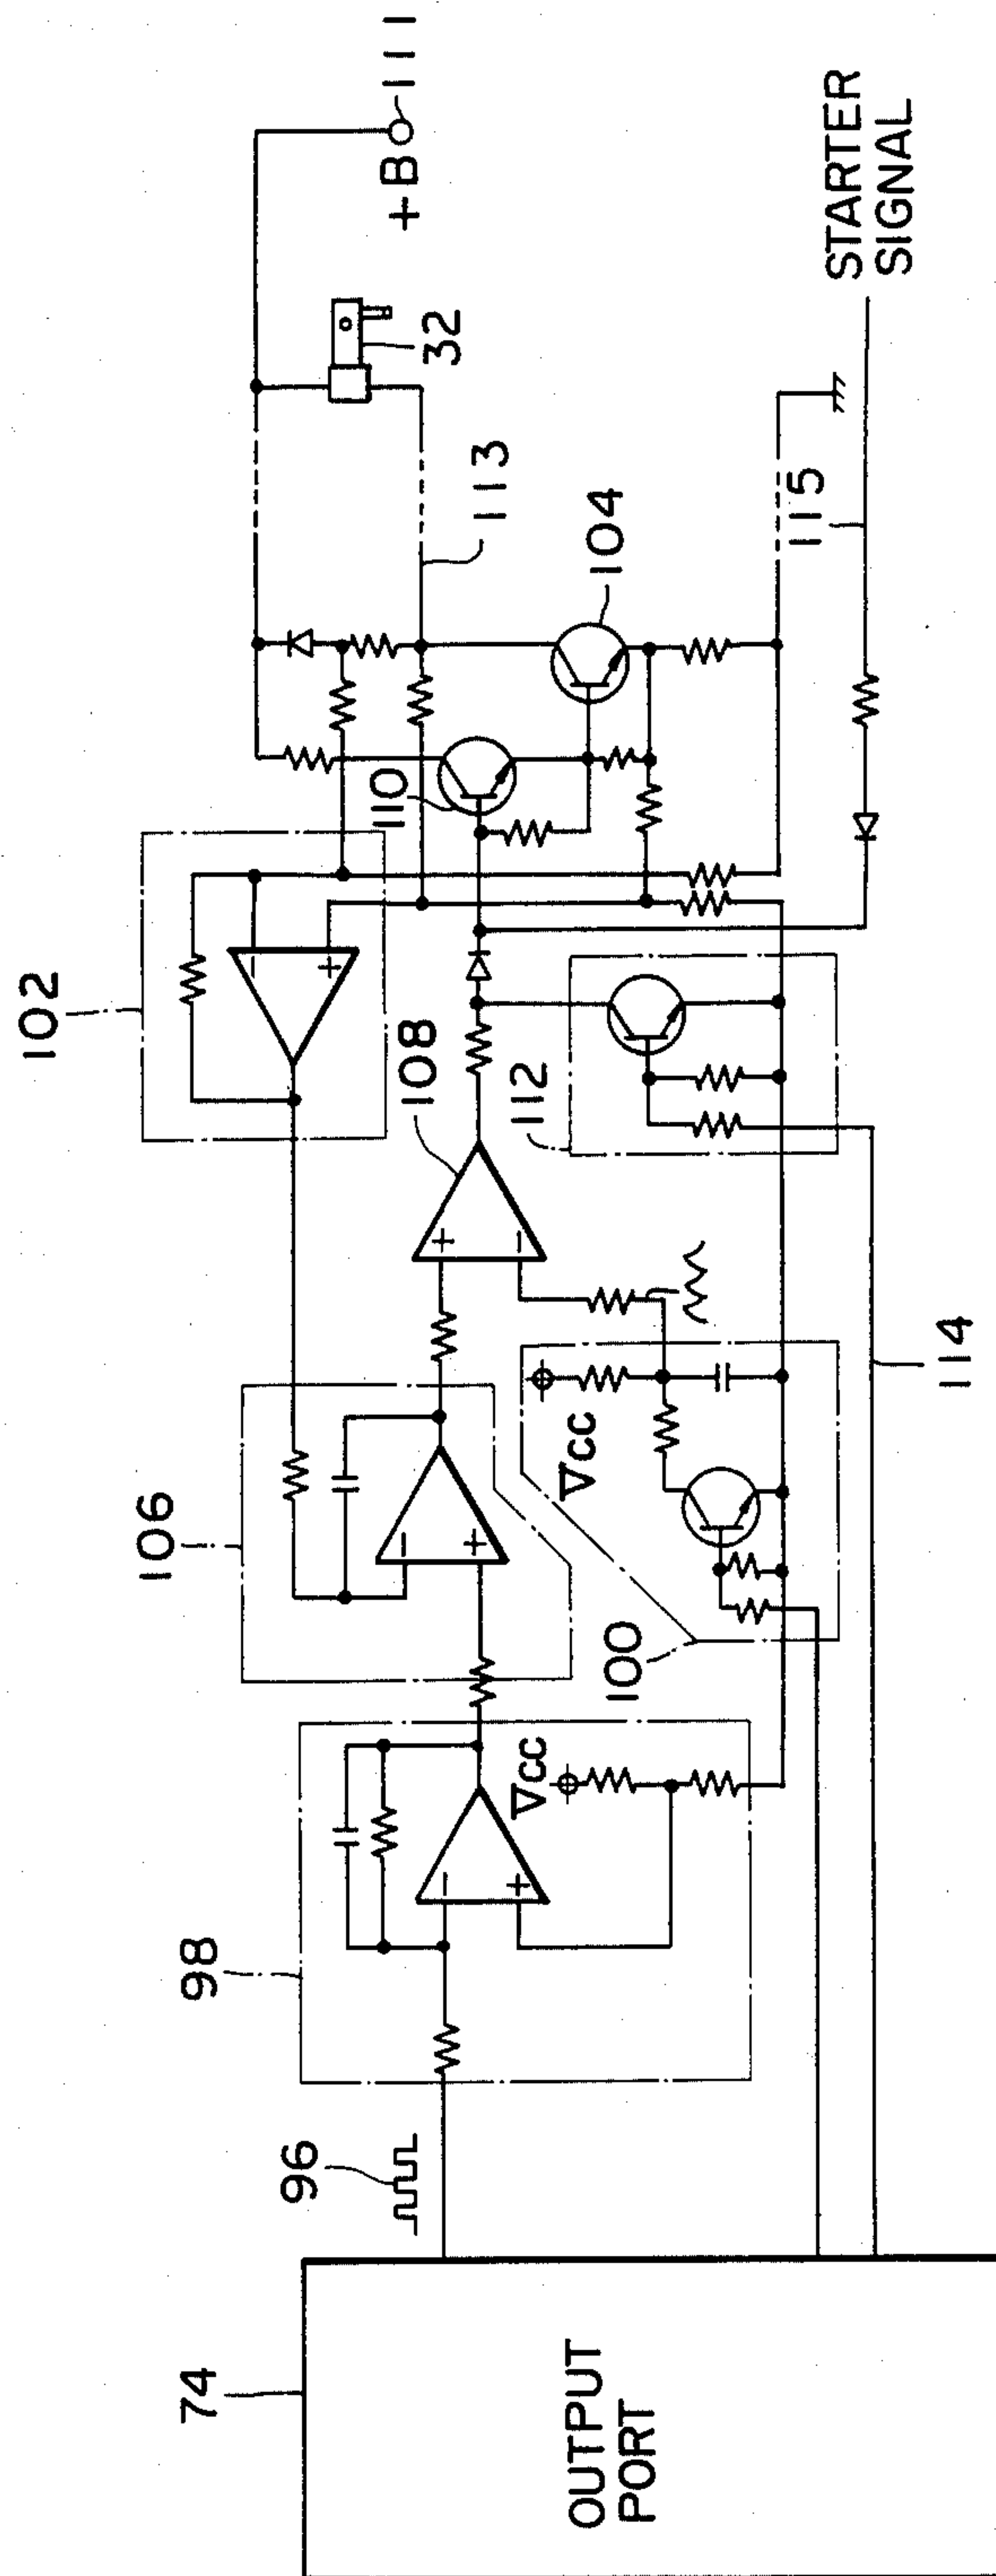 102
106
98
96
74
OUTPUT
PORT
100
VCC
VCC
108
112
110
104
113
32
+B
111
115
114
STARTER
SIGNAL